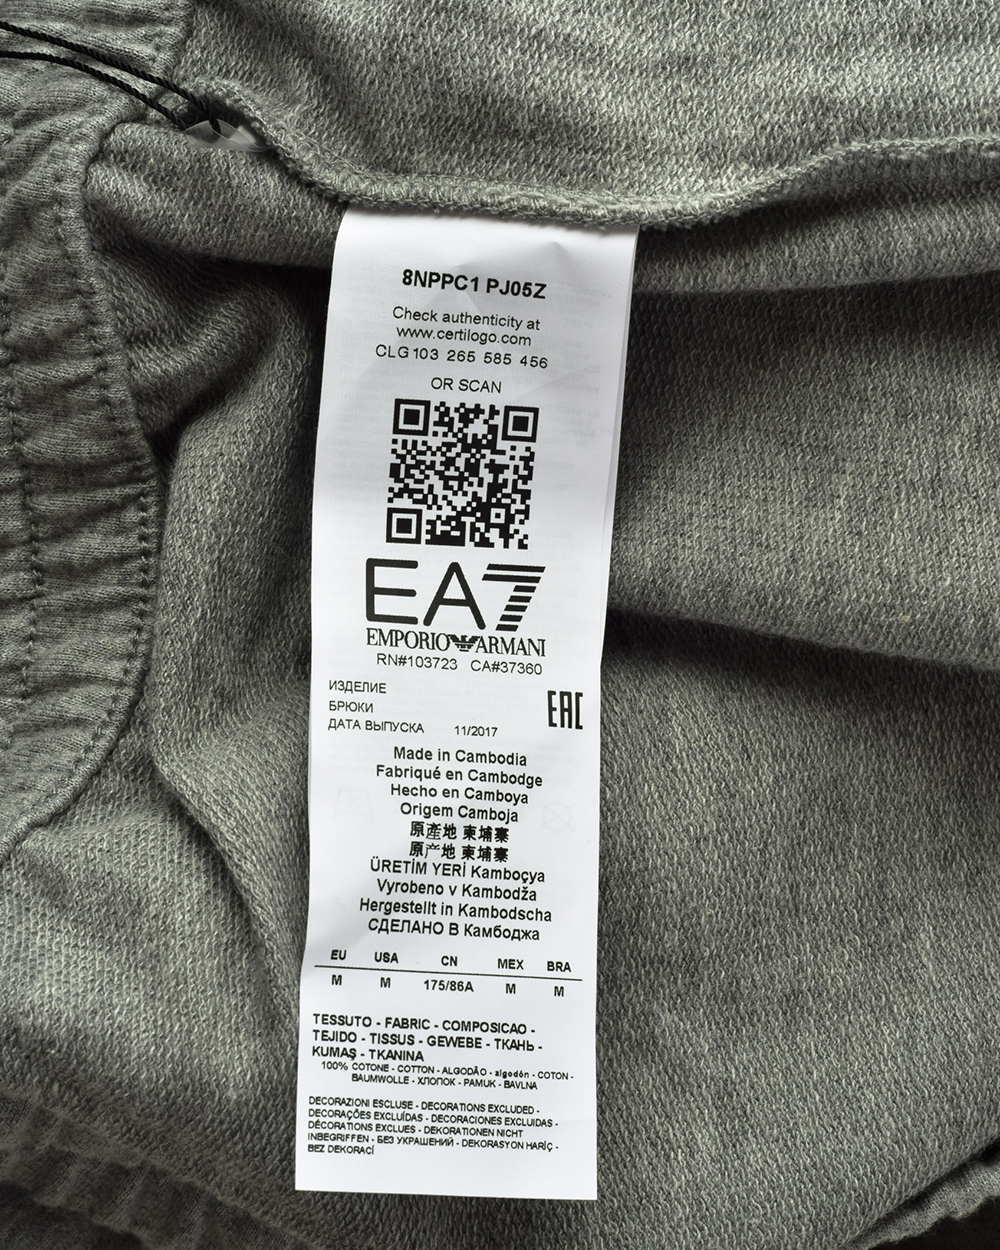 8NPPC1 PJ05Z
Check authenticity at
www.certilogo.com
CLG 103 265 585 456
OR SCAN
EA7
EMPORIO ARMANI
RN#103723 CA#37360
ИЗДЕЛИЕ
БРЮКИ
ДАТА ВЫПУСКА 11/2017
EAC
Made in Cambodia
Fabriqué en Cambodge
Hecho en Camboya
Origem Camboja
原產地 柬埔寨
原产地 柬埔寨
ÜRETİM YERİ Kamboçya
Vyrobeno v Kambodža
Hergestellt in Kambodscha
СДЕЛАНО В Камбоджа
EU USA CN MEX BRA
M M 175/86A M M
TESSUTO - FABRIC - COMPOSICAO -
TEJIDO - TISSUS - GEWEBE - ТКАНЬ -
KUMAŞ - TKANINA
100% COTONE - COTTON - ALGODÃO - algodón - COTON -
BAUMWOLLE - ХЛОПОК - PAMUK - BAVLNA
DECORAZIONI ESCLUSE - DECORATIONS EXCLUDED -
DECORAÇÕES EXCLUÍDAS - DECORACIONES EXCLUIDAS -
DÉCORATIONS EXCLUES - DEKORATIONEN NICHT
INBEGRIFFEN - БЕЗ УКРАШЕНИЙ - DEKORASYON HARİÇ -
BEZ DEKORACÍ